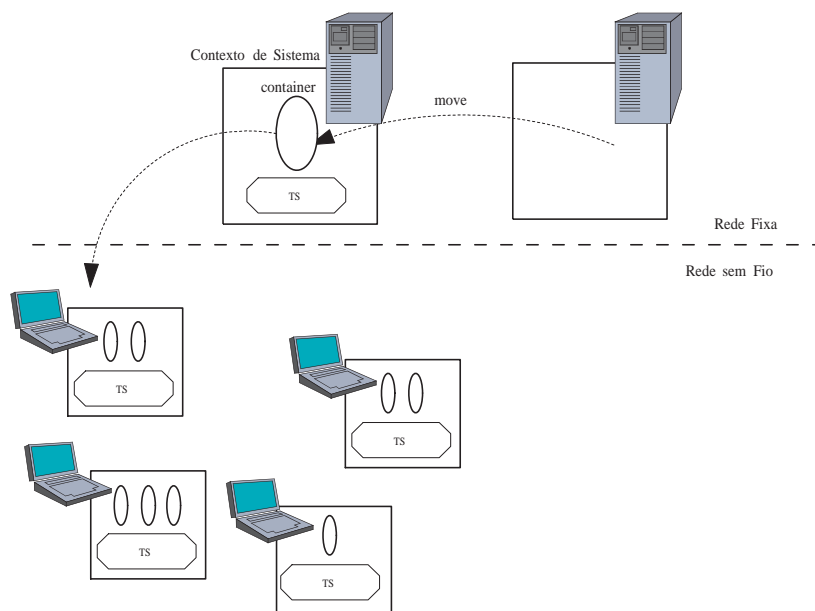 Contexto de Sistema
container
move
TS
Rede Fixa
Rede sem Fio
TS
TS
TS
TS